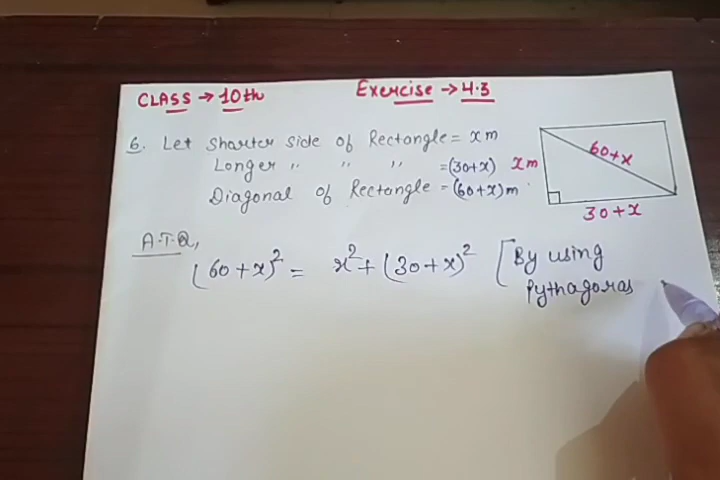 CLASS → 10th Exercise → 4.3
6. Let Shorter side of Rectangle = x m
Longer " " " = (30+x) m
Diagonal of Rectangle = (60+x) m
60+x
x m
30+x
A.T.Q,
(60+x)² = x² + (30+x)² [By using
Pythagoras